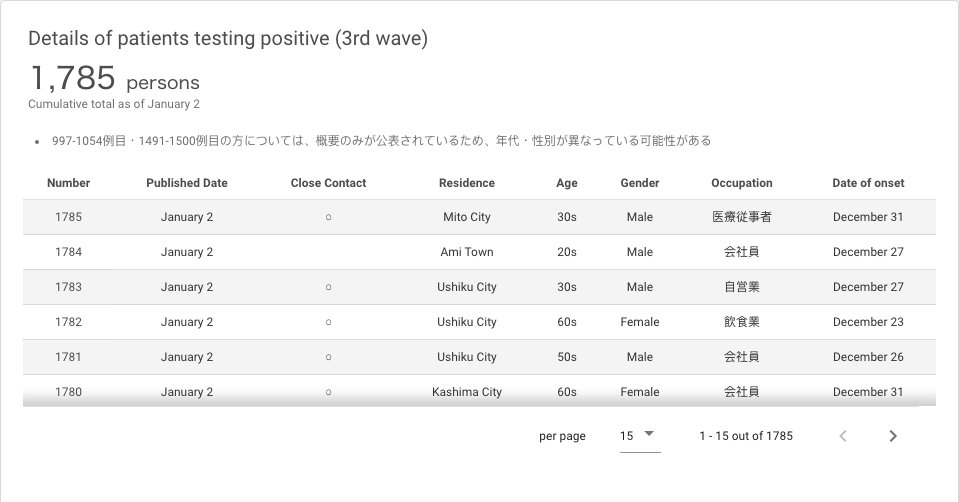 Details of patients testing positive (3rd wave)
1,785 persons
Cumulative total as of January 2
• 997-1054例目・1491-1500例目の方については、概要のみが公表されているため、年代・性別が異なっている可能性がある
Number Published Date Close Contact Residence Age Gender Occupation Date of onset
1785 January 2 ○ Mito City 30s Male 医療従事者 December 31
1784 January 2 Ami Town 20s Male 会社員 December 27
1783 January 2 ○ Ushiku City 30s Male 自営業 December 27
1782 January 2 ○ Ushiku City 60s Female 飲食業 December 23
1781 January 2 ○ Ushiku City 50s Male 会社員 December 26
1780 January 2 ○ Kashima City 60s Female 会社員 December 31
per page 15 1 - 15 out of 1785